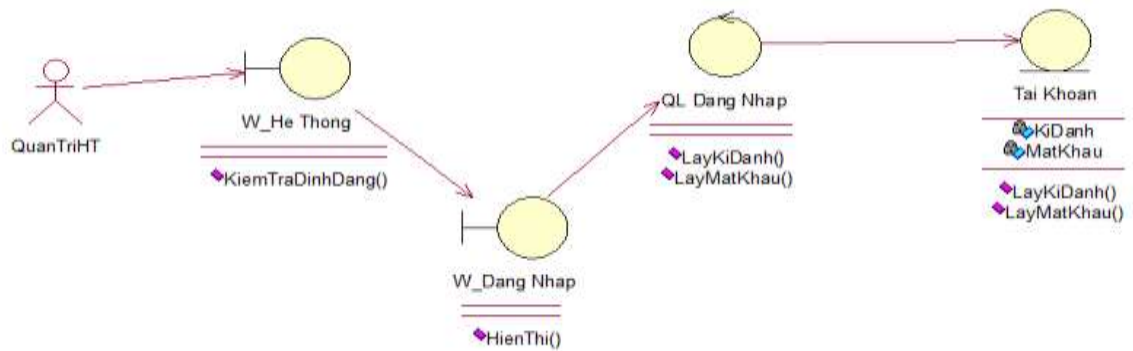 QuanTriHT
W_He Thong
KiemTraDinhDang()
W_Dang Nhap
HienThi()
QL Dang Nhap
LayKiDanh()
LayMatKhau()
Tai Khoan
KiDanh
MatKhau
LayKiDanh()
LayMatKhau()